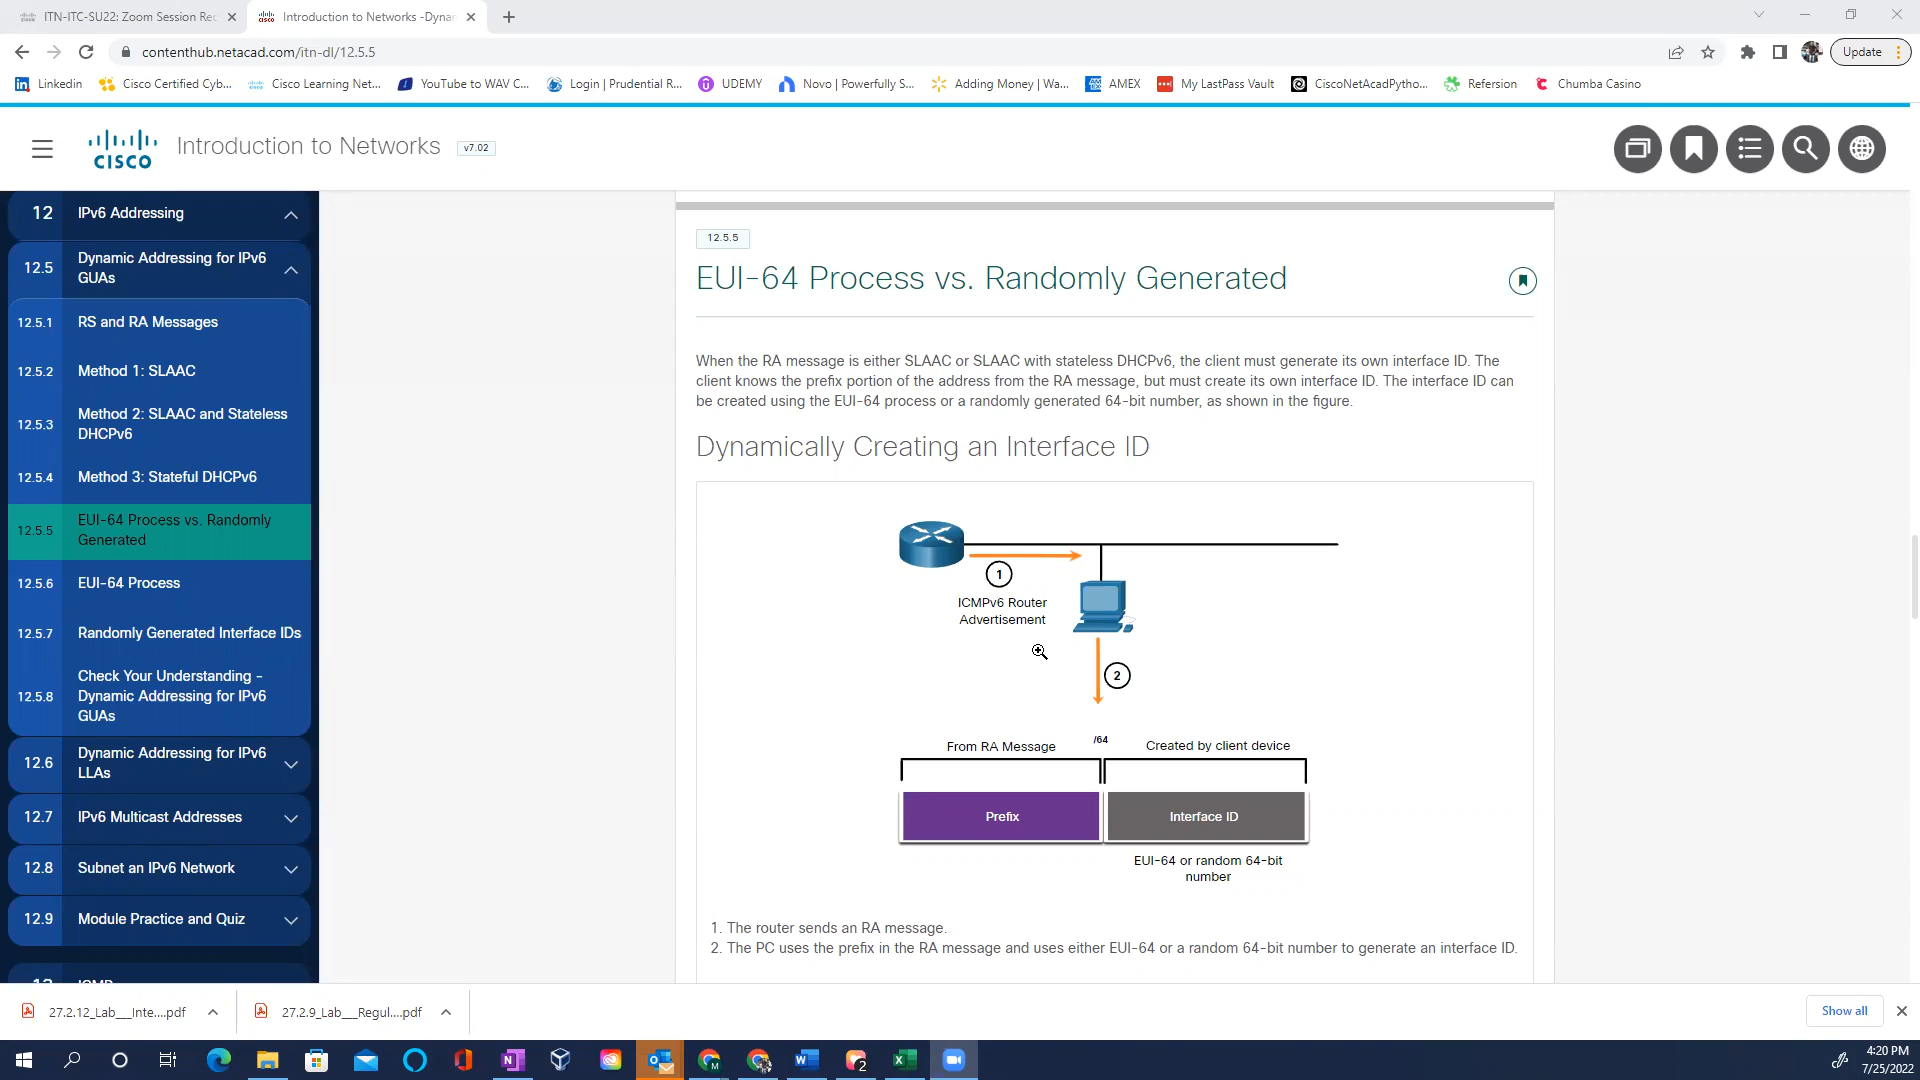 ITN-ITC-SU22: Zoom Session Rec
Introduction to Networks -Dynam
contenthub.netacad.com/itn-dl/12.5.5
Update
Linkedin
Cisco Certified Cyb...
Cisco Learning Net...
YouTube to WAV C...
Login | Prudential R...
UDEMY
Novo | Powerfully S...
Adding Money | Wa...
AMEX
My LastPass Vault
CiscoNetAcadPytho...
Refersion
Chumba Casino
CISCO
Introduction to Networks
v7.02
12 IPv6 Addressing
12.5 Dynamic Addressing for IPv6
GUAs
12.5.1 RS and RA Messages
12.5.2 Method 1: SLAAC
12.5.3 Method 2: SLAAC and Stateless
DHCPv6
12.5.4 Method 3: Stateful DHCPv6
12.5.5 EUI-64 Process vs. Randomly
Generated
12.5.6 EUI-64 Process
12.5.7 Randomly Generated Interface IDs
12.5.8 Check Your Understanding -
Dynamic Addressing for IPv6
GUAs
12.6 Dynamic Addressing for IPv6
LLAs
12.7 IPv6 Multicast Addresses
12.8 Subnet an IPv6 Network
12.9 Module Practice and Quiz
12.5.5
EUI-64 Process vs. Randomly Generated
When the RA message is either SLAAC or SLAAC with stateless DHCPv6, the client must generate its own interface ID. The
client knows the prefix portion of the address from the RA message, but must create its own interface ID. The interface ID can
be created using the EUI-64 process or a randomly generated 64-bit number, as shown in the figure.
Dynamically Creating an Interface ID
1
ICMPv6 Router
Advertisement
2
From RA Message
/64
Created by client device
Prefix
Interface ID
EUI-64 or random 64-bit
number
1. The router sends an RA message.
2. The PC uses the prefix in the RA message and uses either EUI-64 or a random 64-bit number to generate an interface ID.
27.2.12_Lab___Inte....pdf
27.2.9_Lab___Regul....pdf
Show all
2
4:20 PM
7/25/2022